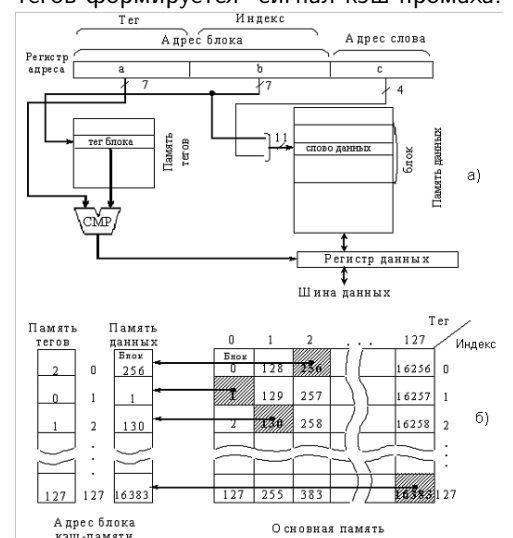 тегов формируется сигнал кэш-промаха.
Тег Индекс
Адрес блока Адрес слова
Регистр адреса
a b c
7 7 4
11
тег блока
Память тегов
слово данных
блок
Память данных
а)
CMP
Регистр данных
Шина данных
Память тегов
Память данных
Тег
Индекс
0 1 2 . . . 127
Блок Блок
2 0 256 0 128 256 16256 0
0 1 1 1 129 257 16257 1
1 2 130 2 130 258 16258 2
б)
127 127 16383 127 255 383 16383 127
Адрес блока
кэш-памяти
Основная память